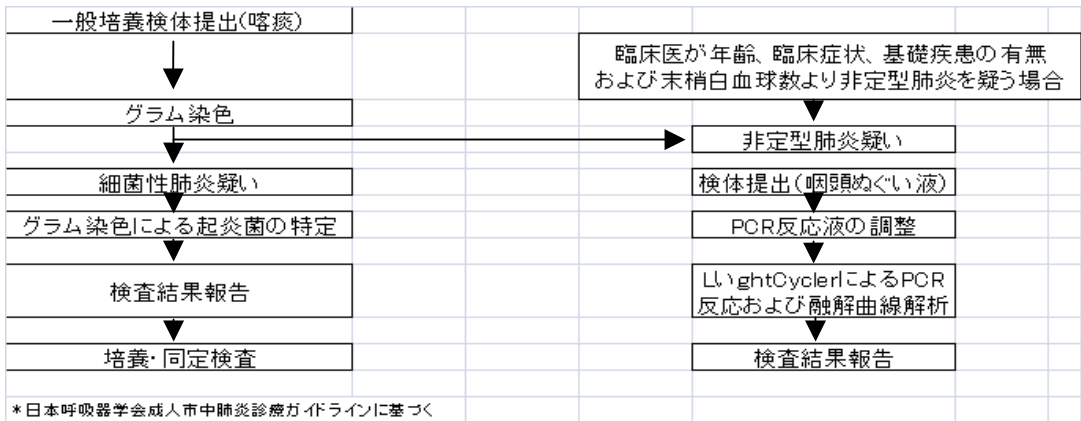 一般培養検体提出(喀痰)
臨床医が年齢、臨床症状、基礎疾患の有無
および末梢白血球数より非定型肺炎を疑う場合
グラム染色
非定型肺炎疑い
細菌性肺炎疑い
検体提出(咽頭ぬぐい液)
グラム染色による起炎菌の特定
PCR反応液の調整
検査結果報告
LいghtCyclerによるPCR
反応および融解曲線解析
培養・同定検査
検査結果報告
*日本呼吸器学会成人市中肺炎診療ガイドラインに基づく